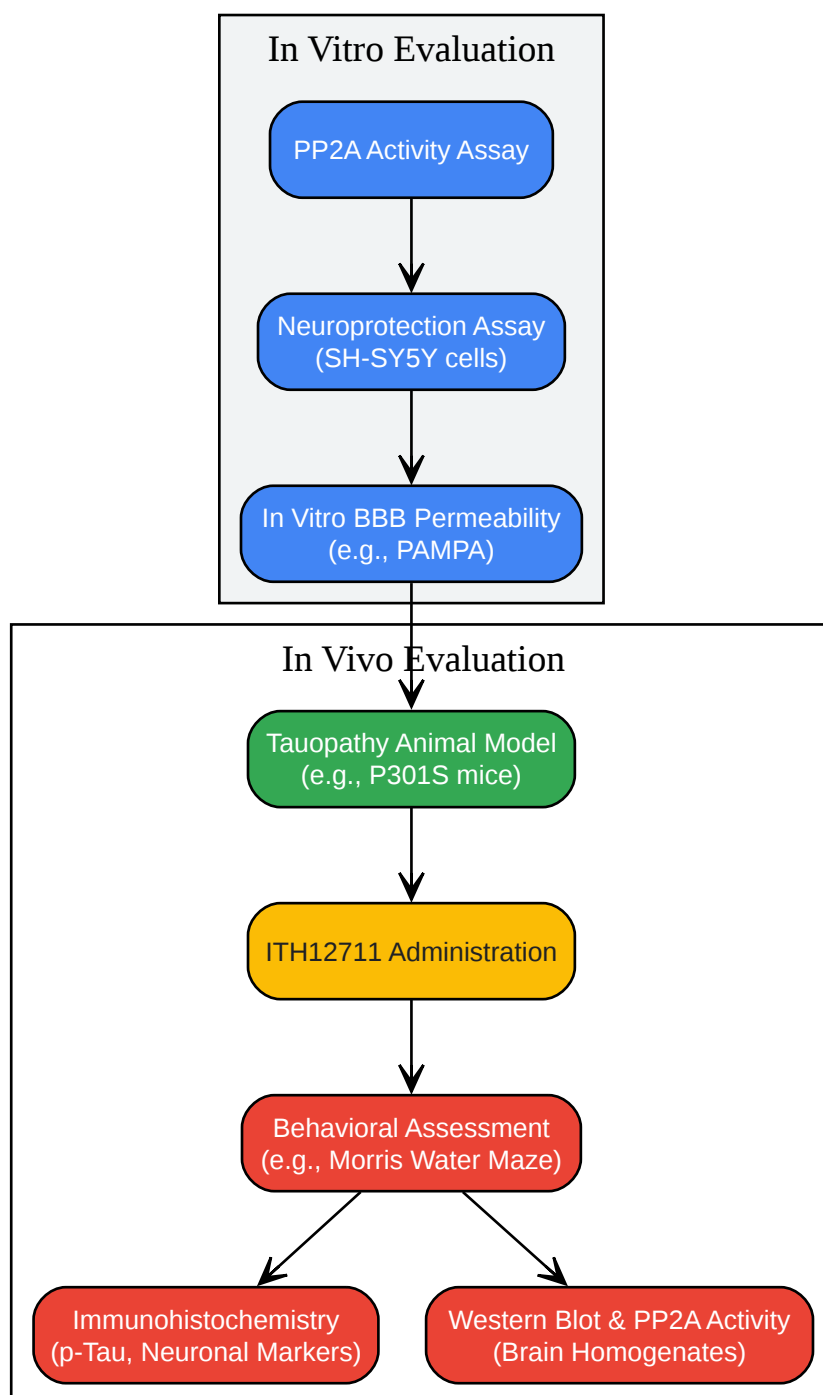 In Vitro Evaluation
PP2A Activity Assay
Neuroprotection Assay
(SH-SY5Y cells)
In Vitro BBB Permeability
(e.g., PAMPA)
In Vivo Evaluation
Tauopathy Animal Model
(e.g., P301S mice)
ITH12711 Administration
Behavioral Assessment
(e.g., Morris Water Maze)
Immunohistochemistry
(p-Tau, Neuronal Markers)
Western Blot & PP2A Activity
(Brain Homogenates)